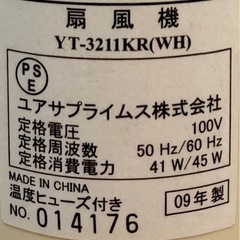 扇風機
YT-3211KR(WH)
PS
E
ユアサプライムス株式会社
定格電圧 100V
定格周波数 50 Hz/60 Hz
定格消費電力 41 W/45 W
MADE IN CHINA
温度ヒューズ付き 09年製
NO. 014176